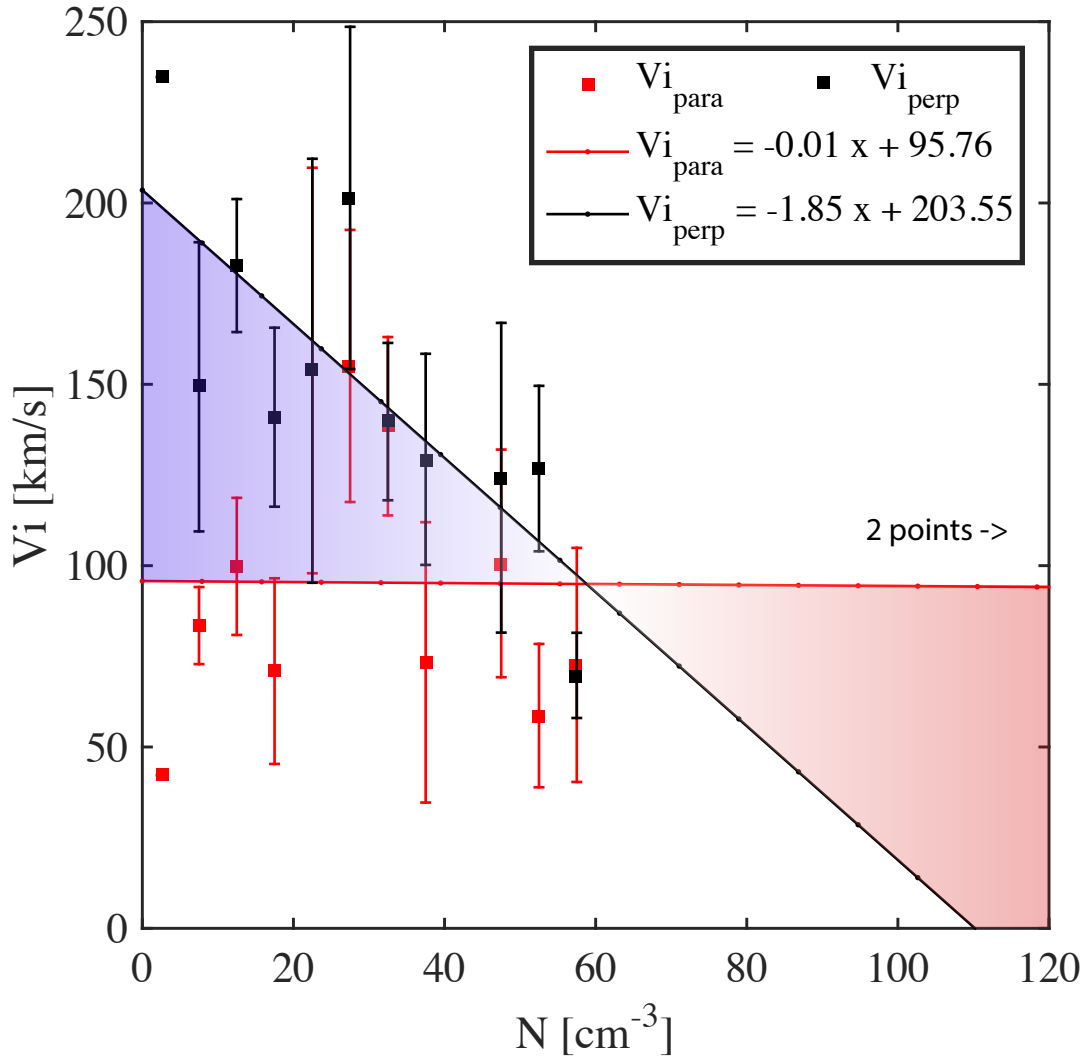 250
200
150
100
50
0
Vi [km/s]
Vi_para Vi_perp
Vi_para = -0.01 x + 95.76
Vi_perp = -1.85 x + 203.55
2 points ->
0 20 40 60 80 100 120
N [cm^-3]